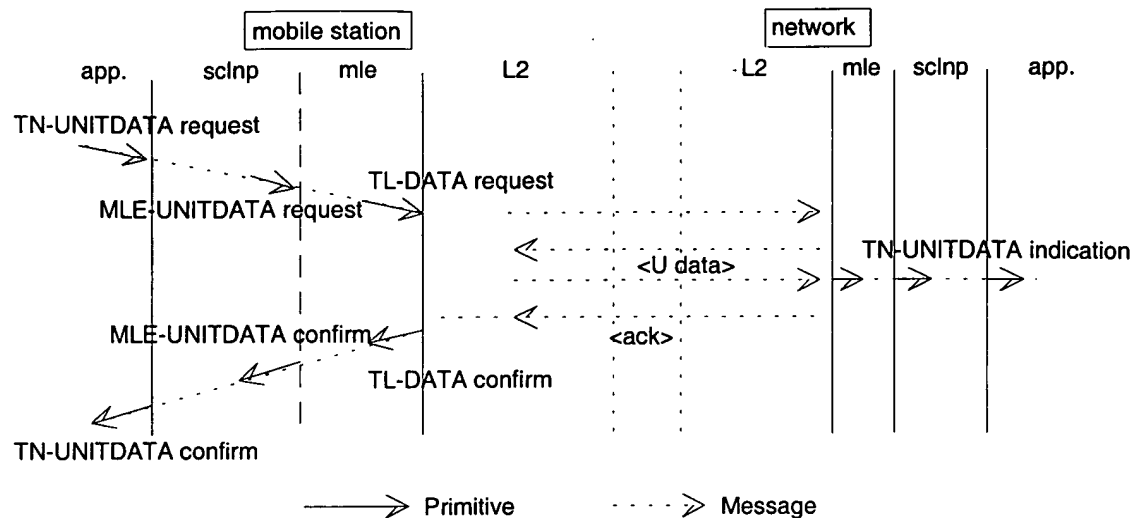 mobile station
network
app. sclnp mle L2 L2 mle sclnp app.
TN-UNITDATA request
TL-DATA request
MLE-UNITDATA request
TN-UNITDATA indication
<U data>
MLE-UNITDATA confirm
<ack>
TL-DATA confirm
TN-UNITDATA confirm
Primitive
Message